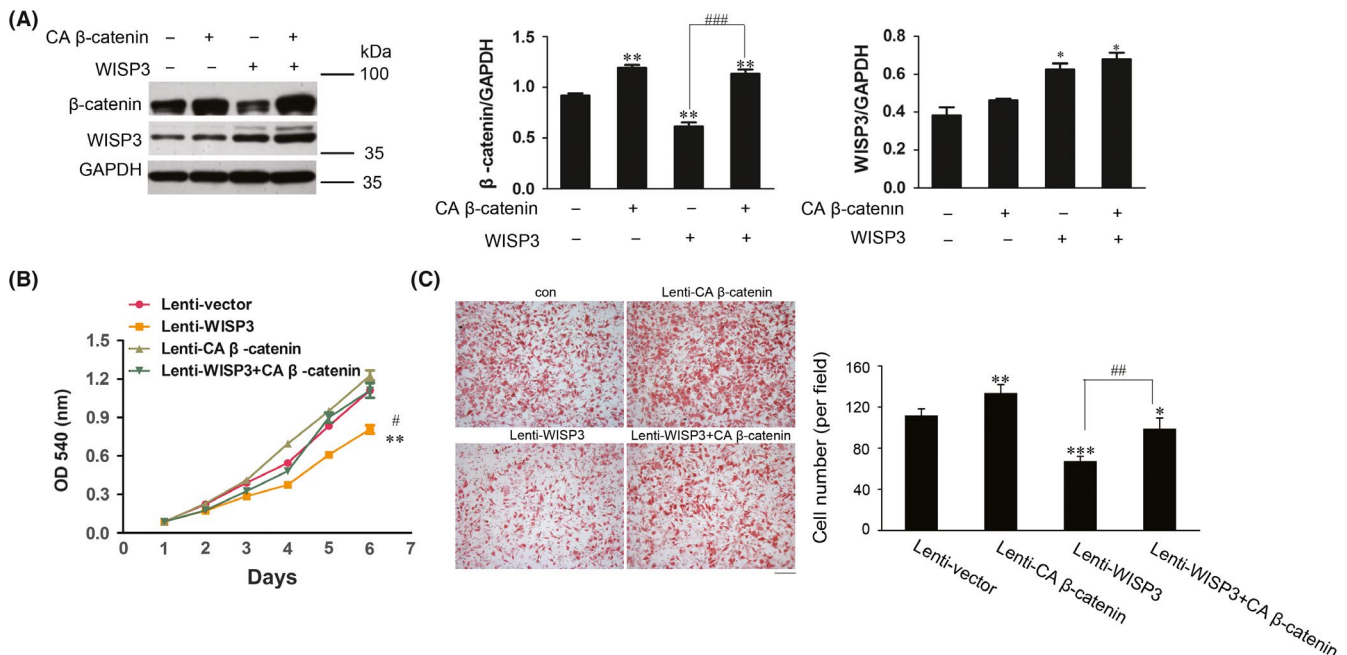 (A)
CA β-catenin – + – +
WISP3 – – + +
kDa
100
β-catenin
WISP3
35
GAPDH
35
β -catenin/GAPDH
1.5
1.0
0.5
0.0
###
**
**
**
CA β-catenin – + – +
WISP3 – – + +
WISP3/GAPDH
0.8
0.6
0.4
0.2
0.0
*
*
CA β-catenin – + – +
WISP3 – – + +
(B)
Lenti-vector
Lenti-WISP3
Lenti-CA β -catenin
Lenti-WISP3+CA β -catenin
OD 540 (nm)
1.5
1.2
0.9
0.6
0.3
0.0
#
**
0 1 2 3 4 5 6 7
Days
(C)
con
Lenti-CA β-catenin
Lenti-WISP3
Lenti-WISP3+CA β-catenin
Cell number (per field)
160
120
80
40
0
**
***
##
*
Lenti-vector
Lenti-CA β-catenin
Lenti-WISP3
Lenti-WISP3+CA β-catenin